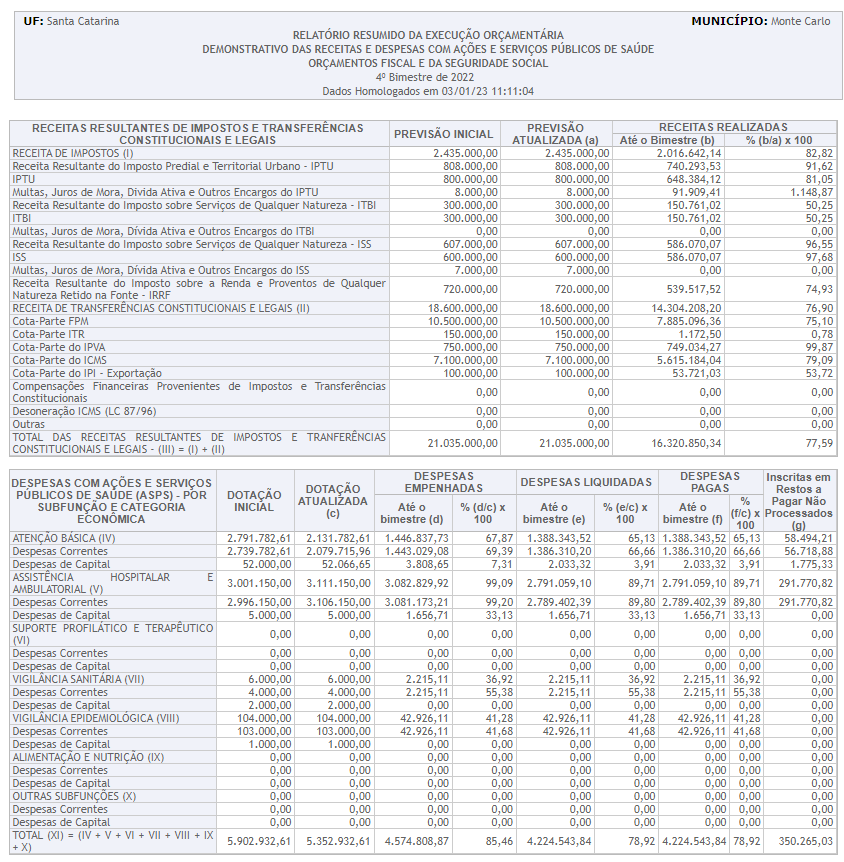 UF: Santa Catarina MUNICÍPIO: Monte Carlo
RELATÓRIO RESUMIDO DA EXECUÇÃO ORÇAMENTÁRIA
DEMONSTRATIVO DAS RECEITAS E DESPESAS COM AÇÕES E SERVIÇOS PÚBLICOS DE SAÚDE
ORÇAMENTOS FISCAL E DA SEGURIDADE SOCIAL
4º Bimestre de 2022
Dados Homologados em 03/01/23 11:11:04
RECEITAS RESULTANTES DE IMPOSTOS E TRANSFERÊNCIAS CONSTITUCIONAIS E LEGAIS PREVISÃO INICIAL PREVISÃO ATUALIZADA (a) RECEITAS REALIZADAS
Até o Bimestre (b) % (b/a) x 100
RECEITA DE IMPOSTOS (I) 2.435.000,00 2.435.000,00 2.016.642,14 82,82
Receita Resultante do Imposto Predial e Territorial Urbano - IPTU 808.000,00 808.000,00 740.293,53 91,62
IPTU 800.000,00 800.000,00 648.384,12 81,05
Multas, Juros de Mora, Dívida Ativa e Outros Encargos do IPTU 8.000,00 8.000,00 91.909,41 1.148,87
Receita Resultante do Imposto sobre Serviços de Qualquer Natureza - ITBI 300.000,00 300.000,00 150.761,02 50,25
ITBI 300.000,00 300.000,00 150.761,02 50,25
Multas, Juros de Mora, Dívida Ativa e Outros Encargos do ITBI 0,00 0,00 0,00 0,00
Receita Resultante do Imposto sobre Serviços de Qualquer Natureza - ISS 607.000,00 607.000,00 586.070,07 96,55
ISS 600.000,00 600.000,00 586.070,07 97,68
Multas, Juros de Mora, Dívida Ativa e Outros Encargos do ISS 7.000,00 7.000,00 0,00 0,00
Receita Resultante do Imposto sobre a Renda e Proventos de Qualquer Natureza Retido na Fonte - IRRF 720.000,00 720.000,00 539.517,52 74,93
RECEITA DE TRANSFERÊNCIAS CONSTITUCIONAIS E LEGAIS (II) 18.600.000,00 18.600.000,00 14.304.208,20 76,90
Cota-Parte FPM 10.500.000,00 10.500.000,00 7.885.096,36 75,10
Cota-Parte ITR 150.000,00 150.000,00 1.172,50 0,78
Cota-Parte do IPVA 750.000,00 750.000,00 749.034,27 99,87
Cota-Parte do ICMS 7.100.000,00 7.100.000,00 5.615.184,04 79,09
Cota-Parte do IPI - Exportação 100.000,00 100.000,00 53.721,03 53,72
Compensações Financeiras Provenientes de Impostos e Transferências Constitucionais 0,00 0,00 0,00 0,00
Desoneração ICMS (LC 87/96) 0,00 0,00 0,00 0,00
Outras 0,00 0,00 0,00 0,00
TOTAL DAS RECEITAS RESULTANTES DE IMPOSTOS E TRANFERÊNCIAS CONSTITUCIONAIS E LEGAIS - (III) = (I) + (II) 21.035.000,00 21.035.000,00 16.320.850,34 77,59
DESPESAS COM AÇÕES E SERVIÇOS PÚBLICOS DE SAÚDE (ASPS) - POR SUBFUNÇÃO E CATEGORIA ECONÔMICA DOTAÇÃO INICIAL DOTAÇÃO ATUALIZADA (c) DESPESAS EMPENHADAS DESPESAS LIQUIDADAS DESPESAS PAGAS Inscritas em Restos a Pagar Não Processados (g)
Até o bimestre (d) % (d/c) x 100 Até o bimestre (e) % (e/c) x 100 Até o bimestre (f) % (f/c) x 100
ATENÇÃO BÁSICA (IV) 2.791.782,61 2.131.782,61 1.446.837,73 67,87 1.388.343,52 65,13 1.388.343,52 65,13 58.494,21
Despesas Correntes 2.739.782,61 2.079.715,96 1.443.029,08 69,39 1.386.310,20 66,66 1.386.310,20 66,66 56.718,88
Despesas de Capital 52.000,00 52.066,65 3.808,65 7,31 2.033,32 3,91 2.033,32 3,91 1.775,33
ASSISTÊNCIA HOSPITALAR E AMBULATORIAL (V) 3.001.150,00 3.111.150,00 3.082.829,92 99,09 2.791.059,10 89,71 2.791.059,10 89,71 291.770,82
Despesas Correntes 2.996.150,00 3.106.150,00 3.081.173,21 99,20 2.789.402,39 89,80 2.789.402,39 89,80 291.770,82
Despesas de Capital 5.000,00 5.000,00 1.656,71 33,13 1.656,71 33,13 1.656,71 33,13 0,00
SUPORTE PROFILÁTICO E TERAPÊUTICO (VI) 0,00 0,00 0,00 0,00 0,00 0,00 0,00 0,00 0,00
Despesas Correntes 0,00 0,00 0,00 0,00 0,00 0,00 0,00 0,00 0,00
Despesas de Capital 0,00 0,00 0,00 0,00 0,00 0,00 0,00 0,00 0,00
VIGILÂNCIA SANITÁRIA (VII) 6.000,00 6.000,00 2.215,11 36,92 2.215,11 36,92 2.215,11 36,92 0,00
Despesas Correntes 4.000,00 4.000,00 2.215,11 55,38 2.215,11 55,38 2.215,11 55,38 0,00
Despesas de Capital 2.000,00 2.000,00 0,00 0,00 0,00 0,00 0,00 0,00 0,00
VIGILÂNCIA EPIDEMIOLÓGICA (VIII) 104.000,00 104.000,00 42.926,11 41,28 42.926,11 41,28 42.926,11 41,28 0,00
Despesas Correntes 103.000,00 103.000,00 42.926,11 41,68 42.926,11 41,68 42.926,11 41,68 0,00
Despesas de Capital 1.000,00 1.000,00 0,00 0,00 0,00 0,00 0,00 0,00 0,00
ALIMENTAÇÃO E NUTRIÇÃO (IX) 0,00 0,00 0,00 0,00 0,00 0,00 0,00 0,00 0,00
Despesas Correntes 0,00 0,00 0,00 0,00 0,00 0,00 0,00 0,00 0,00
Despesas de Capital 0,00 0,00 0,00 0,00 0,00 0,00 0,00 0,00 0,00
OUTRAS SUBFUNÇÕES (X) 0,00 0,00 0,00 0,00 0,00 0,00 0,00 0,00 0,00
Despesas Correntes 0,00 0,00 0,00 0,00 0,00 0,00 0,00 0,00 0,00
Despesas de Capital 0,00 0,00 0,00 0,00 0,00 0,00 0,00 0,00 0,00
TOTAL (XI) = (IV + V + VI + VII + VIII + IX + X) 5.902.932,61 5.352.932,61 4.574.808,87 85,46 4.224.543,84 78,92 4.224.543,84 78,92 350.265,03